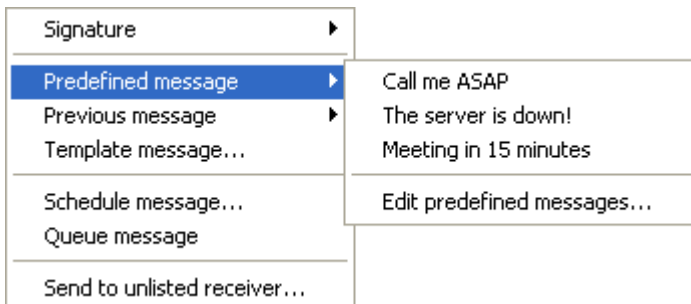 Signature
Predefined message
Previous message
Template message...
Schedule message...
Queue message
Send to unlisted receiver...
Call me ASAP
The server is down!
Meeting in 15 minutes
Edit predefined messages...